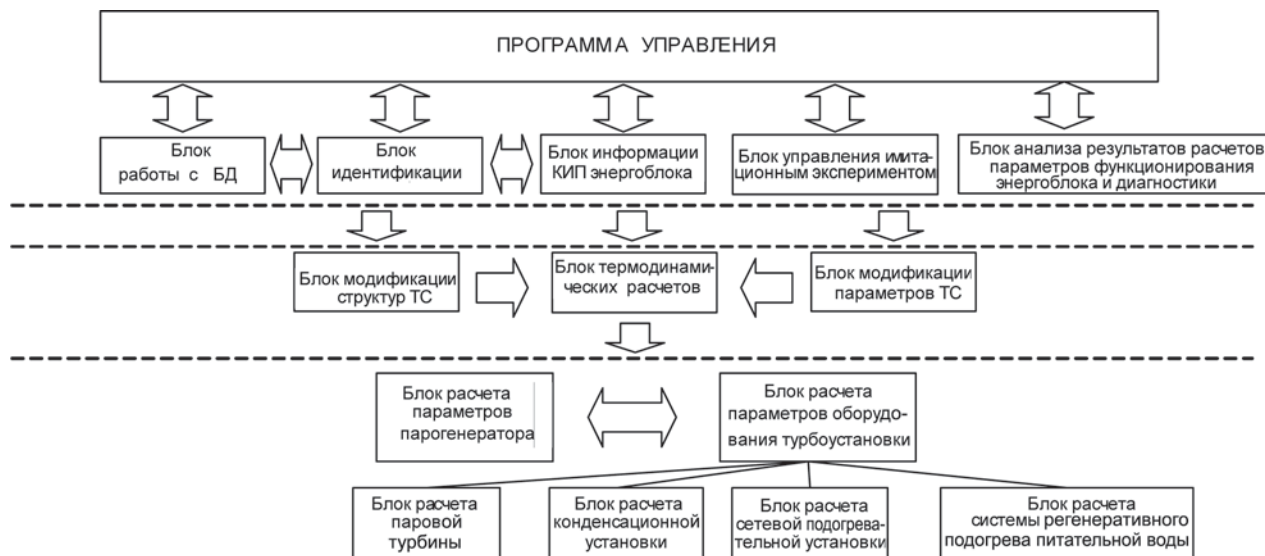 ПРОГРАММА УПРАВЛЕНИЯ
Блок
работы с БД
Блок
идентификации
Блок информации
КИП энергоблока
Блок управления имита-
ционным экспериментом
Блок анализа результатов расчетов
параметров функционирования
энергоблока и диагностики
Блок модификации
структур ТС
Блок термодинами-
ческих расчетов
Блок модификации
параметров ТС
Блок расчета
параметров
парогенератора
Блок расчета
параметров оборудо-
вания турбоустановки
Блок расчета
паровой
турбины
Блок расчета
конденсационной
установки
Блок расчета
сетевой подогрева-
тельной установки
Блок расчета
системы регенеративного
подогрева питательной воды